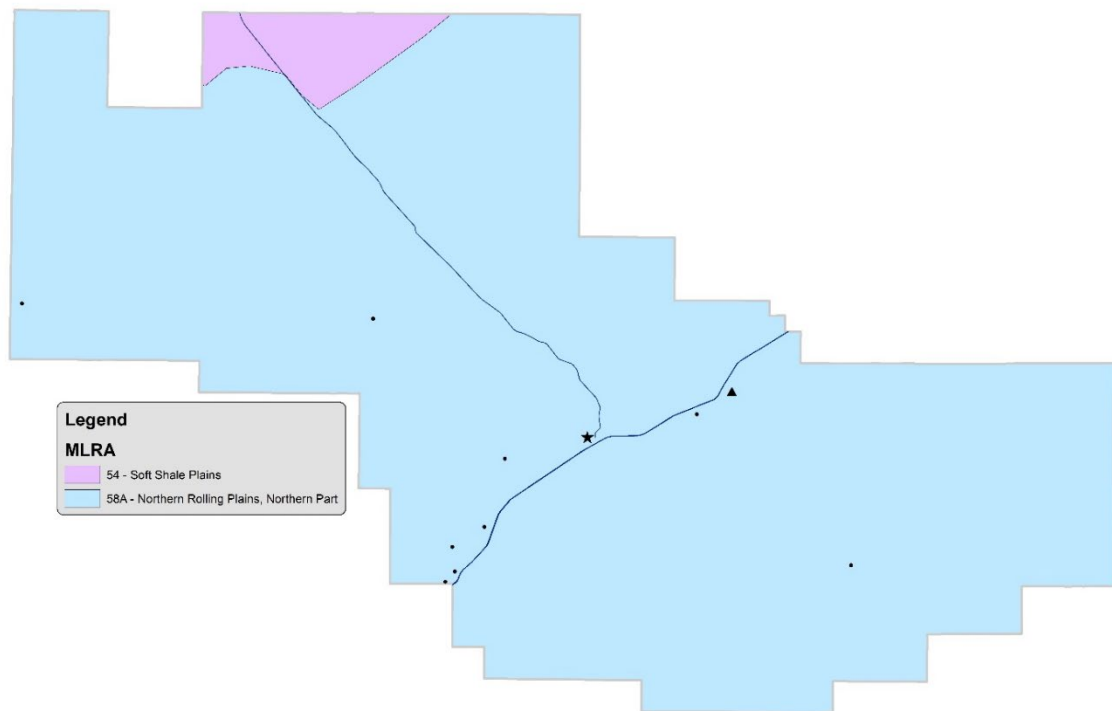 Legend
MLRA
54 - Soft Shale Plains
58A - Northern Rolling Plains, Northern Part